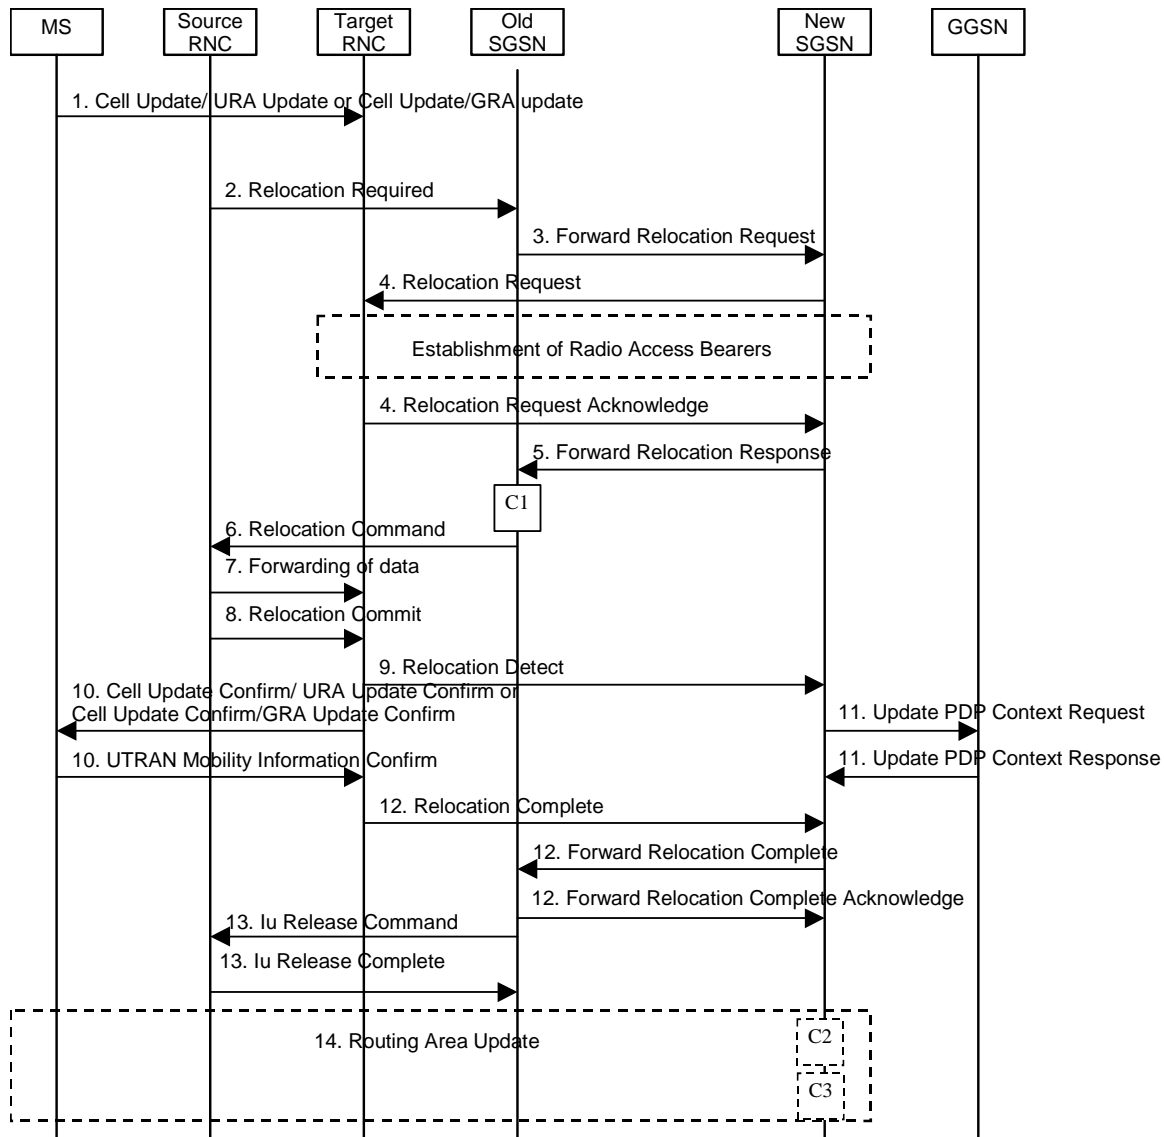 MS
Source
RNC
Target
RNC
Old
SGSN
New
SGSN
GGSN
1. Cell Update/ URA Update or Cell Update/GRA update
2. Relocation Required
3. Forward Relocation Request
4. Relocation Request
Establishment of Radio Access Bearers
4. Relocation Request Acknowledge
5. Forward Relocation Response
C1
6. Relocation Command
7. Forwarding of data
8. Relocation Commit
9. Relocation Detect
10. Cell Update Confirm/ URA Update Confirm or
Cell Update Confirm/GRA Update Confirm
11. Update PDP Context Request
10. UTRAN Mobility Information Confirm
11. Update PDP Context Response
12. Relocation Complete
12. Forward Relocation Complete
12. Forward Relocation Complete Acknowledge
13. Iu Release Command
13. Iu Release Complete
14. Routing Area Update
C2
C3